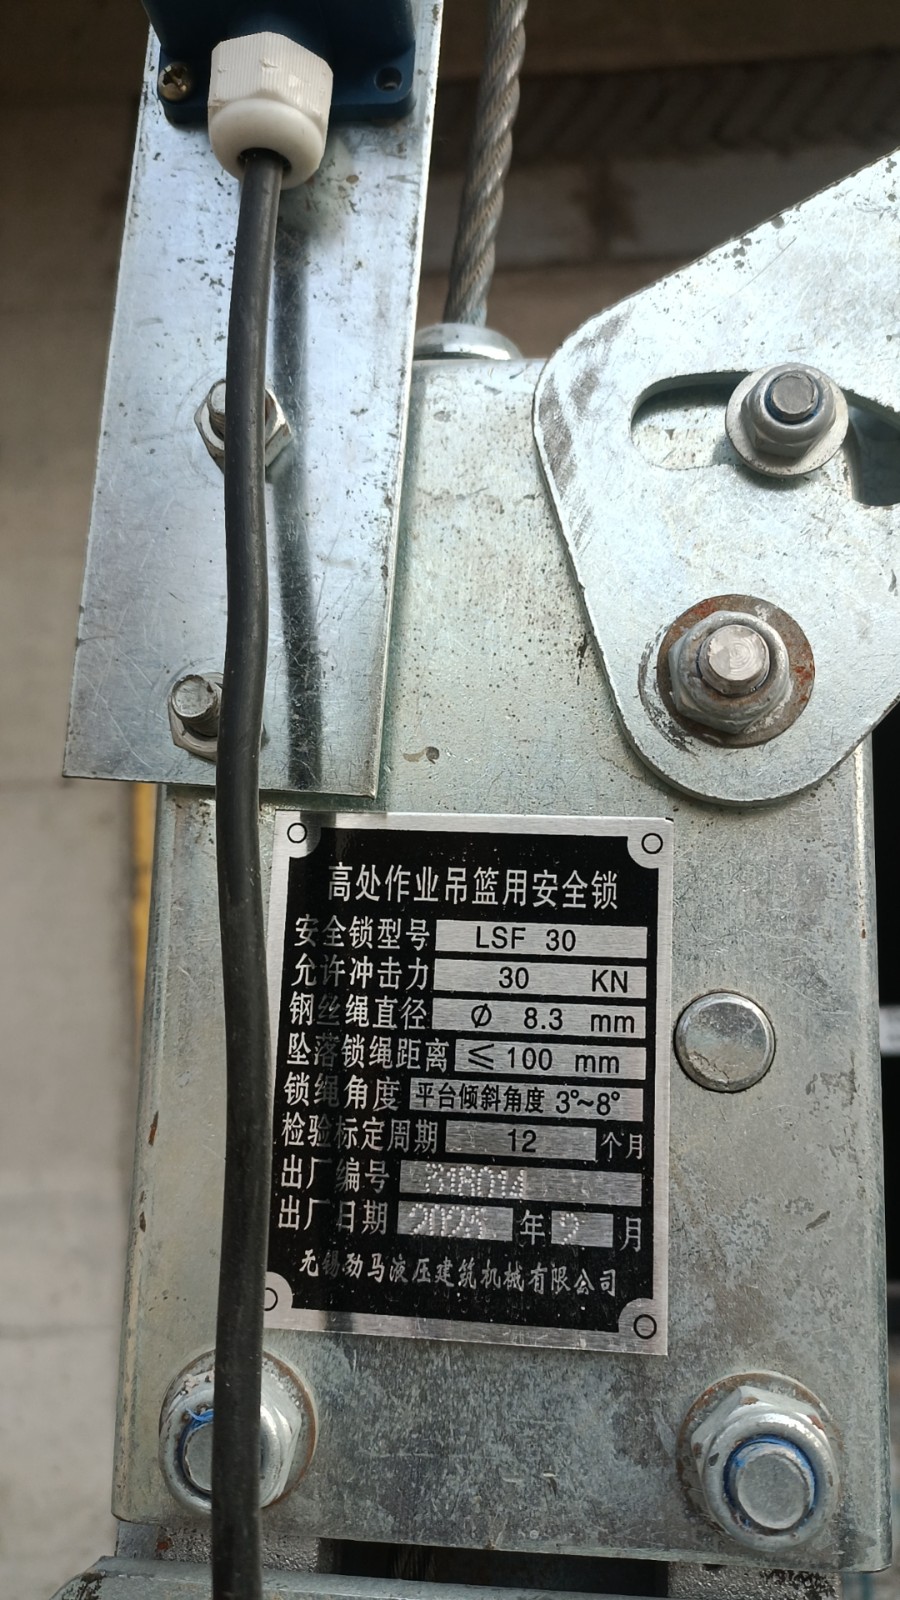 高处作业吊篮用安全锁
安全锁型号 LSF 30
允许冲击力 30 KN
钢丝绳直径 Ø 8.3 mm
坠落锁绳距离 ≤100 mm
锁绳角度 平台倾斜角度 3°~8°
检验标定周期 12 个月
出厂编号
出厂日期 年 9 月
无锡劲马液压建筑机械有限公司